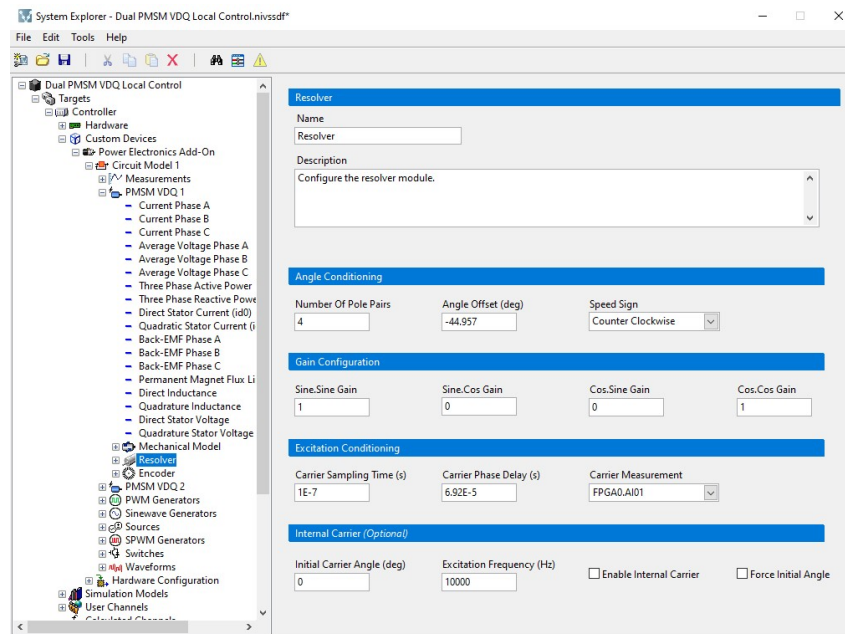 System Explorer - Dual PMSM VDQ Local Control.nivssdf*
File Edit Tools Help
Dual PMSM VDQ Local Control
Targets
Controller
Hardware
Custom Devices
Power Electronics Add-On
Circuit Model 1
Measurements
PMSM VDQ 1
Current Phase A
Current Phase B
Current Phase C
Average Voltage Phase A
Average Voltage Phase B
Average Voltage Phase C
Three Phase Active Power
Three Phase Reactive Powe
Direct Stator Current (id0)
Quadratic Stator Current (i
Back-EMF Phase A
Back-EMF Phase B
Back-EMF Phase C
Permanent Magnet Flux Li
Direct Inductance
Quadrature Inductance
Direct Stator Voltage
Quadrature Stator Voltage
Mechanical Model
Resolver
Encoder
PMSM VDQ 2
PWM Generators
Sinewave Generators
Sources
SPWM Generators
Switches
Waveforms
Hardware Configuration
Simulation Models
User Channels
Calculated Channels
Resolver
Name
Resolver
Description
Configure the resolver module.
Angle Conditioning
Number Of Pole Pairs Angle Offset (deg) Speed Sign
4 -44.957 Counter Clockwise
Gain Configuration
Sine.Sine Gain Sine.Cos Gain Cos.Sine Gain Cos.Cos Gain
1 0 0 1
Excitation Conditioning
Carrier Sampling Time (s) Carrier Phase Delay (s) Carrier Measurement
1E-7 6.92E-5 FPGA0.AI01
Internal Carrier (Optional)
Initial Carrier Angle (deg) Excitation Frequency (Hz)
0 10000 Enable Internal Carrier Force Initial Angle